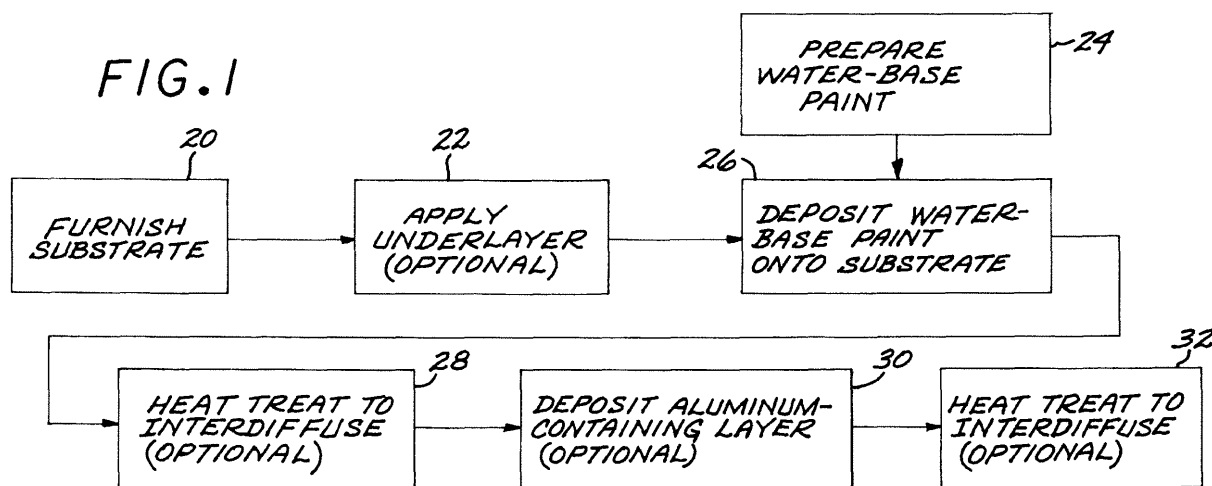 FIG.1
PREPARE
WATER-BASE
PAINT
24
20
FURNISH
SUBSTRATE
22
APPLY
UNDERLAYER
(OPTIONAL)
26
DEPOSIT WATER-
BASE PAINT
ONTO SUBSTRATE
28
HEAT TREAT TO
INTERDIFFUSE
(OPTIONAL)
30
DEPOSIT ALUMINUM-
CONTAINING LAYER
(OPTIONAL)
32
HEAT TREAT TO
INTERDIFFUSE
(OPTIONAL)